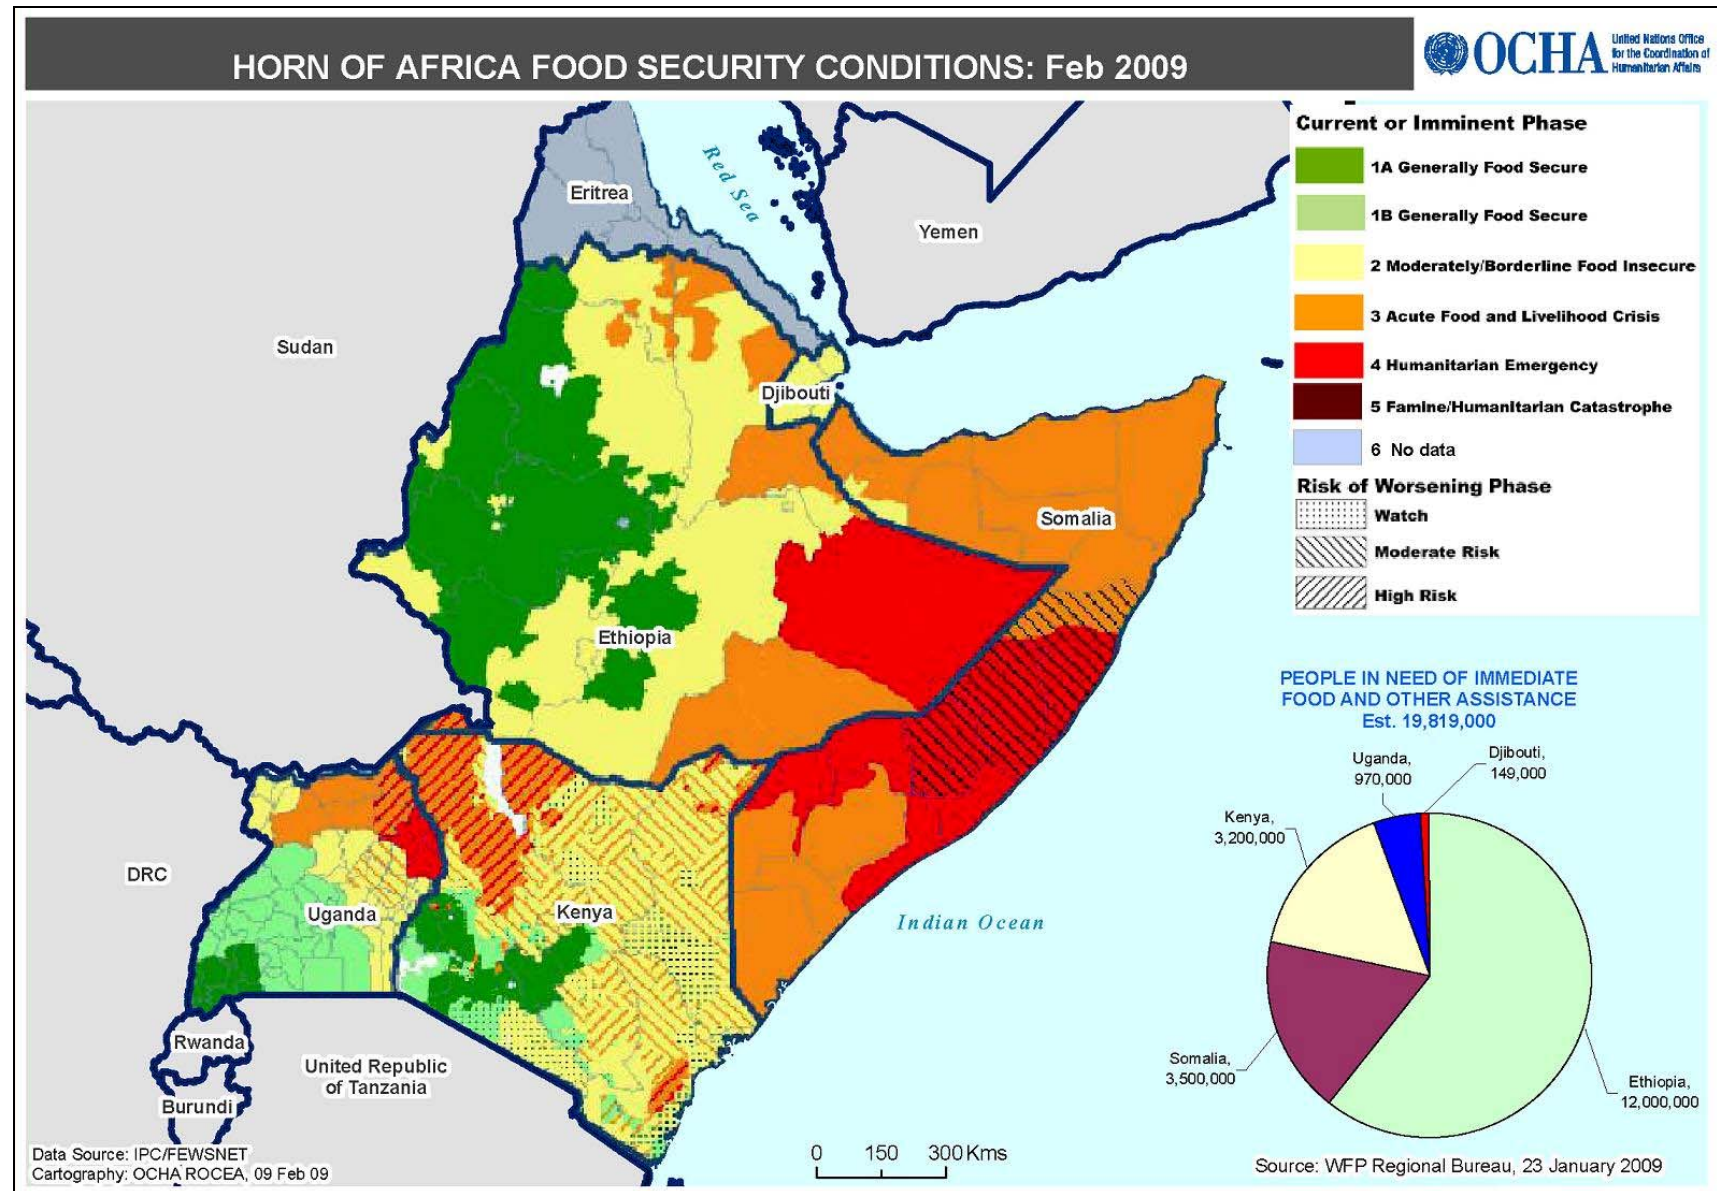 HORN OF AFRICA FOOD SECURITY CONDITIONS: Feb 2009
OCHA
United Nations Office
for the Coordination of
Humanitarian Affairs
Current or Imminent Phase
1A Generally Food Secure
1B Generally Food Secure
2 Moderately/Borderline Food Insecure
3 Acute Food and Livelihood Crisis
4 Humanitarian Emergency
5 Famine/Humanitarian Catastrophe
6 No data
Risk of Worsening Phase
Watch
Moderate Risk
High Risk
Red Sea
Eritrea
Yemen
Sudan
Djibouti
Somalia
Ethiopia
DRC
Uganda
Kenya
Indian Ocean
Rwanda
United Republic
of Tanzania
Burundi
PEOPLE IN NEED OF IMMEDIATE
FOOD AND OTHER ASSISTANCE
Est. 19,819,000
Uganda,
970,000
Djibouti,
149,000
Kenya,
3,200,000
Somalia,
3,500,000
Ethiopia,
12,000,000
Data Source: IPC/FEWSNET
Cartography: OCHA ROCEA, 09 Feb 09
0 150 300 Kms
Source: WFP Regional Bureau, 23 January 2009